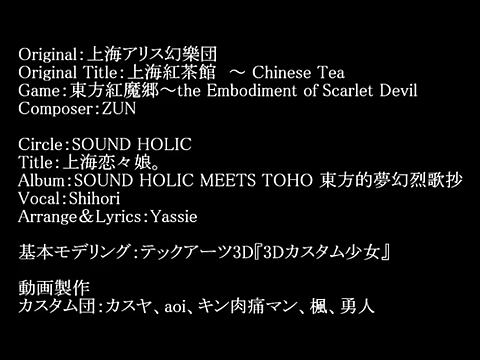 Original:上海アリス幻樂団
Original Title:上海紅茶館　～ Chinese Tea
Game:東方紅魔郷～the Embodiment of Scarlet Devil
Composer:ZUN
Circle:SOUND HOLIC
Title:上海恋々娘。
Album:SOUND HOLIC MEETS TOHO 東方的夢幻烈歌抄
Vocal:Shihori
Arrange＆Lyrics:Yassie
基本モデリング:テックアーツ3D『3Dカスタム少女』
動画製作
カスタム団:カスヤ、aoi、キン肉痛マン、楓、勇人